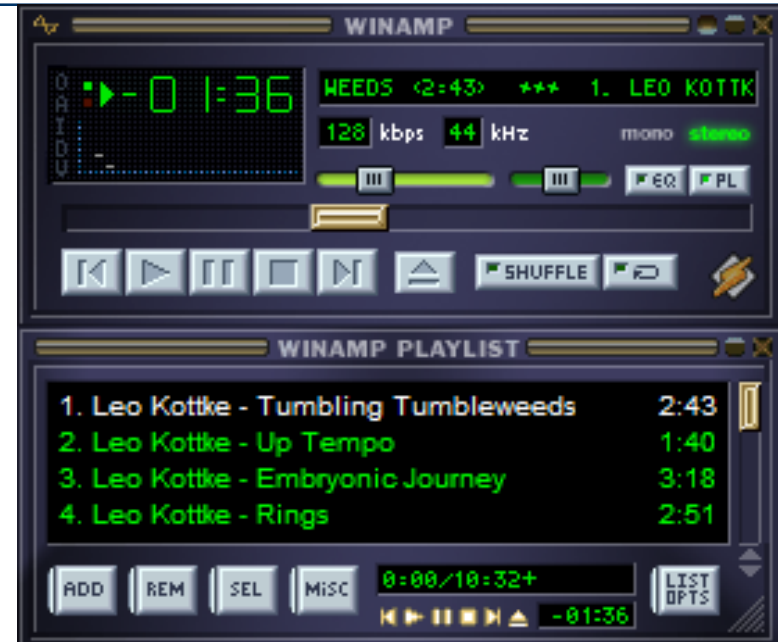 WINAMP
O
A
I
D
V
-01:36
WEEDS <2:43> *** 1. LEO KOTTK
128 kbps 44 kHz mono stereo
EQ PL
SHUFFLE
WINAMP PLAYLIST
1. Leo Kottke - Tumbling Tumbleweeds 2:43
2. Leo Kottke - Up Tempo 1:40
3. Leo Kottke - Embryonic Journey 3:18
4. Leo Kottke - Rings 2:51
ADD REM SEL MiSC 0:00/10:32+ LIST OPTS
-01:36